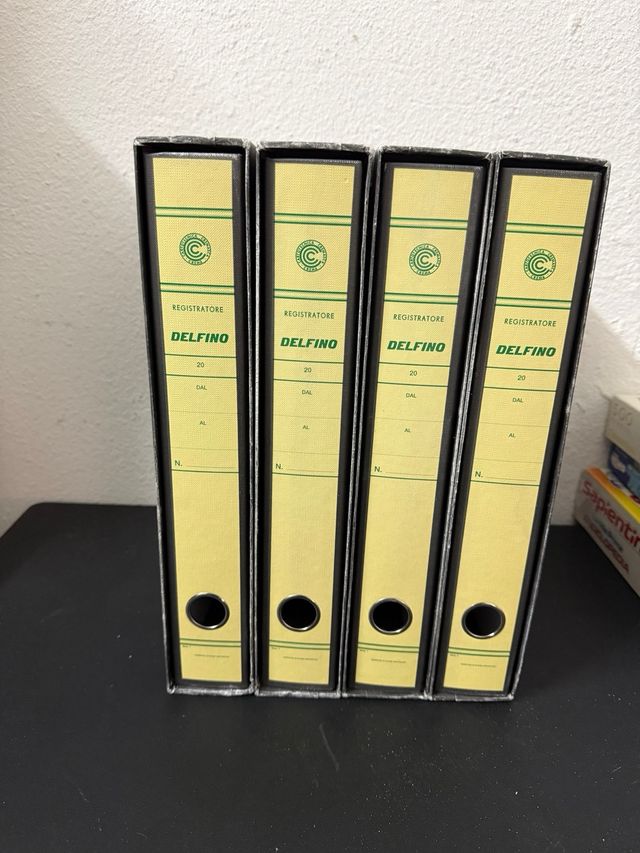 REGISTRATORE
DELFINO
20
DAL
AL
N.
REGISTRATORE
DELFINO
20
DAL
AL
N.
REGISTRATORE
DELFINO
20
DAL
AL
N.
REGISTRATORE
DELFINO
20
DAL
AL
N.
Sapientin